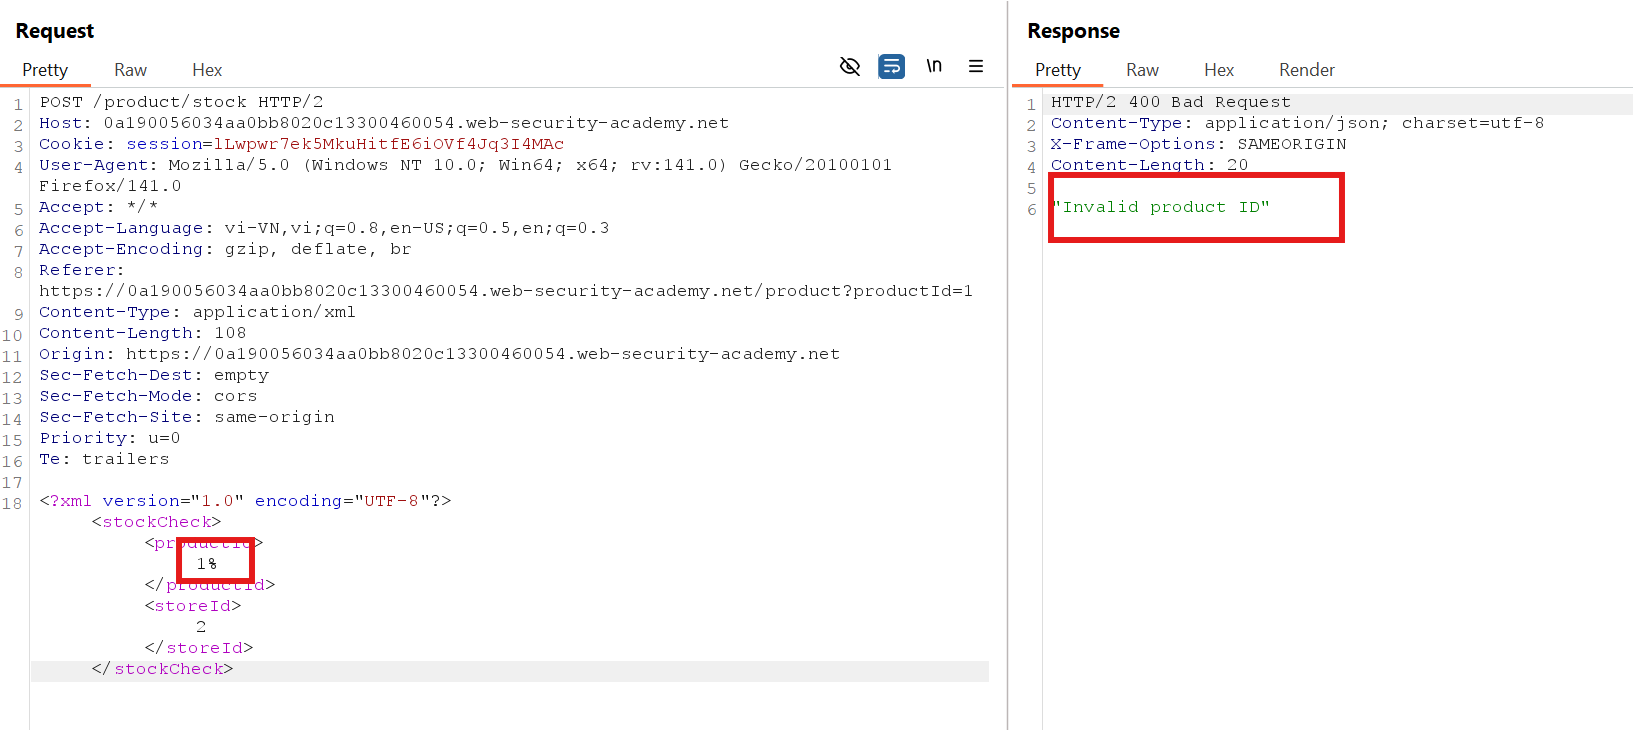 Request
Pretty Raw Hex
\n
1 POST /product/stock HTTP/2
2 Host: 0a190056034aa0bb8020c13300460054.web-security-academy.net
3 Cookie: session=lLwpwr7ek5MkuHitfE6iOVf4Jq3I4MAc
4 User-Agent: Mozilla/5.0 (Windows NT 10.0; Win64; x64; rv:141.0) Gecko/20100101
Firefox/141.0
5 Accept: */*
6 Accept-Language: vi-VN,vi;q=0.8,en-US;q=0.5,en;q=0.3
7 Accept-Encoding: gzip, deflate, br
8 Referer:
https://0a190056034aa0bb8020c13300460054.web-security-academy.net/product?productId=1
9 Content-Type: application/xml
10 Content-Length: 108
11 Origin: https://0a190056034aa0bb8020c13300460054.web-security-academy.net
12 Sec-Fetch-Dest: empty
13 Sec-Fetch-Mode: cors
14 Sec-Fetch-Site: same-origin
15 Priority: u=0
16 Te: trailers
17
18 <?xml version="1.0" encoding="UTF-8"?>
<stockCheck>
<productId>
1%
</productId>
<storeId>
2
</storeId>
</stockCheck>
Response
Pretty Raw Hex Render
1 HTTP/2 400 Bad Request
2 Content-Type: application/json; charset=utf-8
3 X-Frame-Options: SAMEORIGIN
4 Content-Length: 20
5
6 "Invalid product ID"